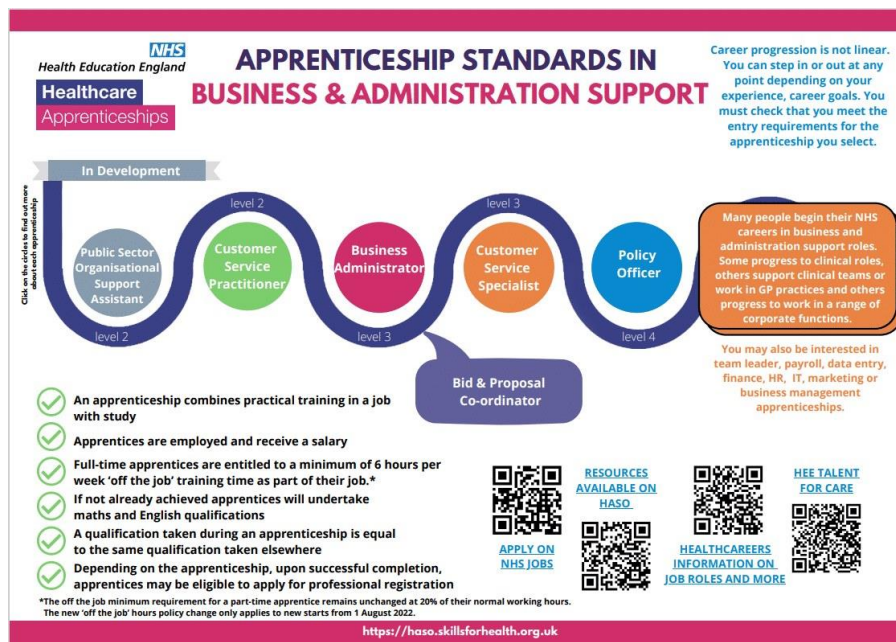 NHS
Health Education England
Healthcare
Apprenticeships
APPRENTICESHIP STANDARDS IN
BUSINESS & ADMINISTRATION SUPPORT
Career progression is not linear.
You can step in or out at any
point depending on your
experience, career goals. You
must check that you meet the
entry requirements for the
apprenticeship you select.
In Development
Click on the circles to find out more
about each apprenticeship
level 2
level 3
Public Sector
Organisational
Support
Assistant
Customer
Service
Practitioner
Business
Administrator
Customer
Service
Specialist
Policy
Officer
Many people begin their NHS
careers in business and
administration support roles.
Some progress to clinical roles,
others support clinical teams or
work in GP practices and others
progress to work in a range of
corporate functions.
level 2
level 3
level 4
Bid & Proposal
Co-ordinator
You may also be interested in
team leader, payroll, data entry,
finance, HR, IT, marketing or
business management
apprenticeships.
An apprenticeship combines practical training in a job
with study
Apprentices are employed and receive a salary
Full-time apprentices are entitled to a minimum of 6 hours per
week ‘off the job’ training time as part of their job.*
If not already achieved apprentices will undertake
maths and English qualifications
A qualification taken during an apprenticeship is equal
to the same qualification taken elsewhere
Depending on the apprenticeship, upon successful completion,
apprentices may be eligible to apply for professional registration
APPLY ON
NHS JOBS
RESOURCES
AVAILABLE ON
HASO
HEALTHCAREERS
INFORMATION ON
JOB ROLES AND MORE
HEE TALENT
FOR CARE
*The off the job minimum requirement for a part-time apprentice remains unchanged at 20% of their normal working hours.
The new ‘off the job’ hours policy change only applies to new starts from 1 August 2022.
https://haso.skillsforhealth.org.uk